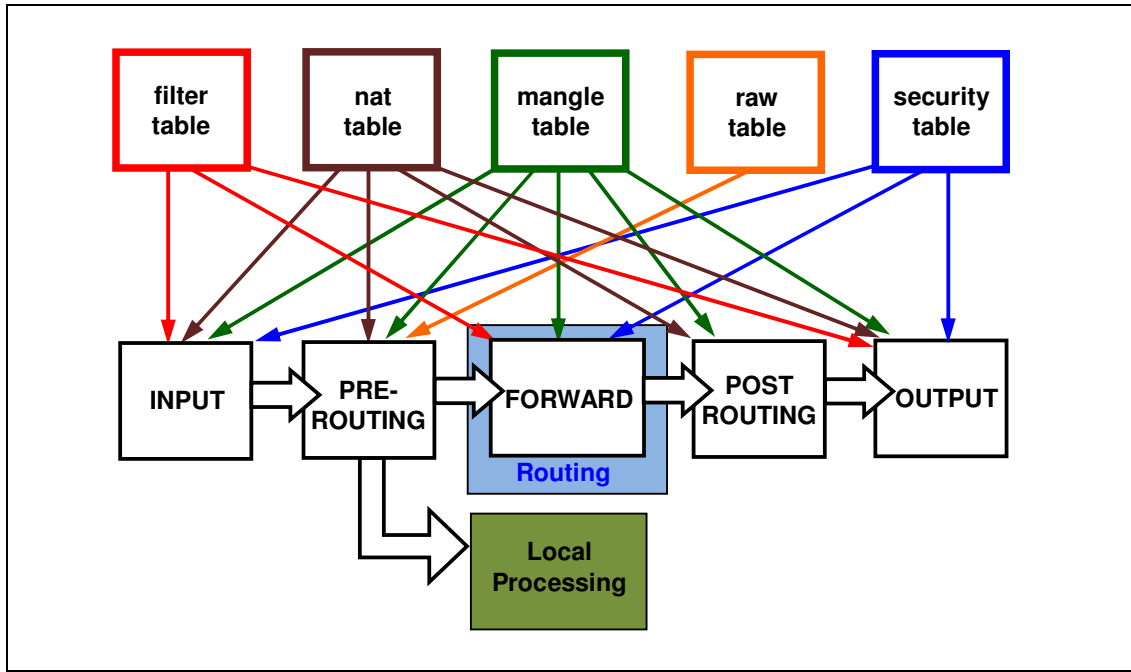 filter
table
nat
table
mangle
table
raw
table
security
table
INPUT
PRE-
ROUTING
FORWARD
POST
ROUTING
OUTPUT
Routing
Local
Processing